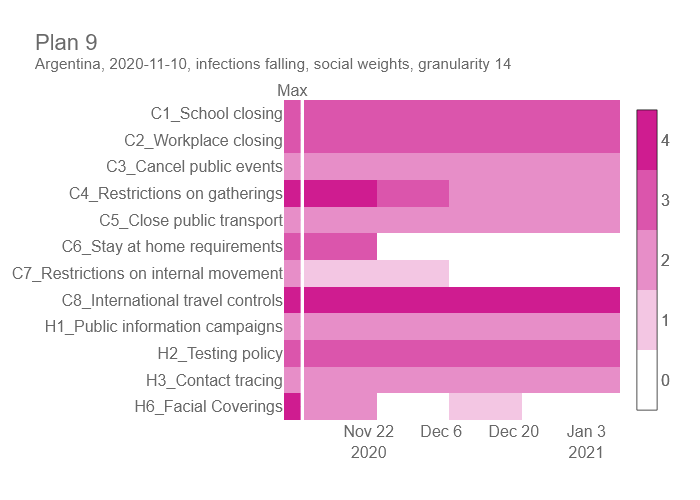 Plan 9
Argentina, 2020-11-10, infections falling, social weights, granularity 14
Max
C1_School closing
C2_Workplace closing
C3_Cancel public events
C4_Restrictions on gatherings
C5_Close public transport
C6_Stay at home requirements
C7_Restrictions on internal movement
C8_International travel controls
H1_Public information campaigns
H2_Testing policy
H3_Contact tracing
H6_Facial Coverings
Nov 22 Dec 6 Dec 20 Jan 3
2020 2021
4
3
2
1
0